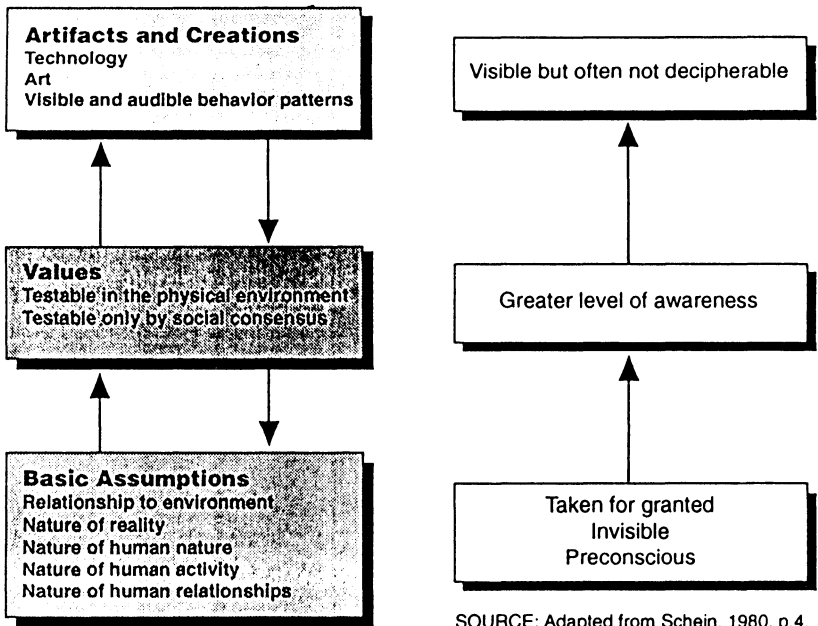 Artifacts and Creations
Technology
Art
Visible and audible behavior patterns
Visible but often not decipherable
Values
Testable in the physical environment
Testable only by social consensus
Greater level of awareness
Basic Assumptions
Relationship to environment
Nature of reality
Nature of human nature
Nature of human activity
Nature of human relationships
Taken for granted
Invisible
Preconscious
SOURCE: Adapted from Schein, 1980, p.4.